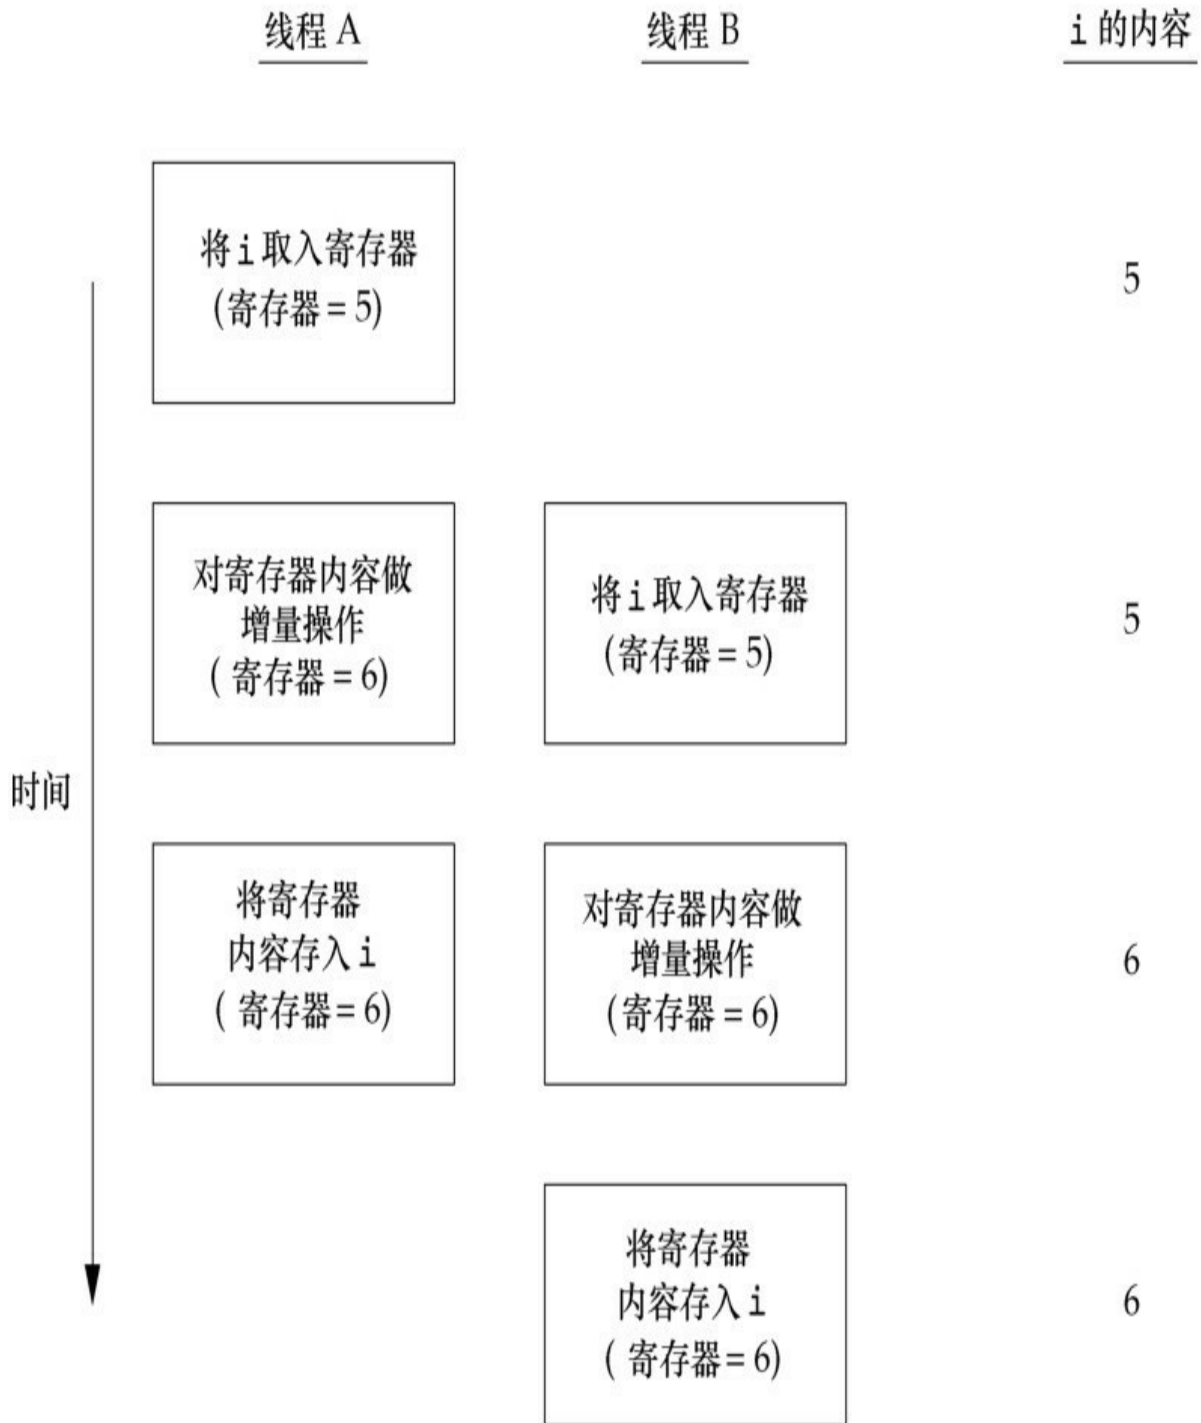 线程 A
线程 B
i 的内容
将 i 取入寄存器
(寄存器 = 5)
5
对寄存器内容做
增量操作
( 寄存器 = 6)
将 i 取入寄存器
(寄存器 = 5)
5
时间
将寄存器
内容存入 i
( 寄存器 = 6)
对寄存器内容做
增量操作
(寄存器 = 6)
6
将寄存器
内容存入 i
( 寄存器 = 6)
6